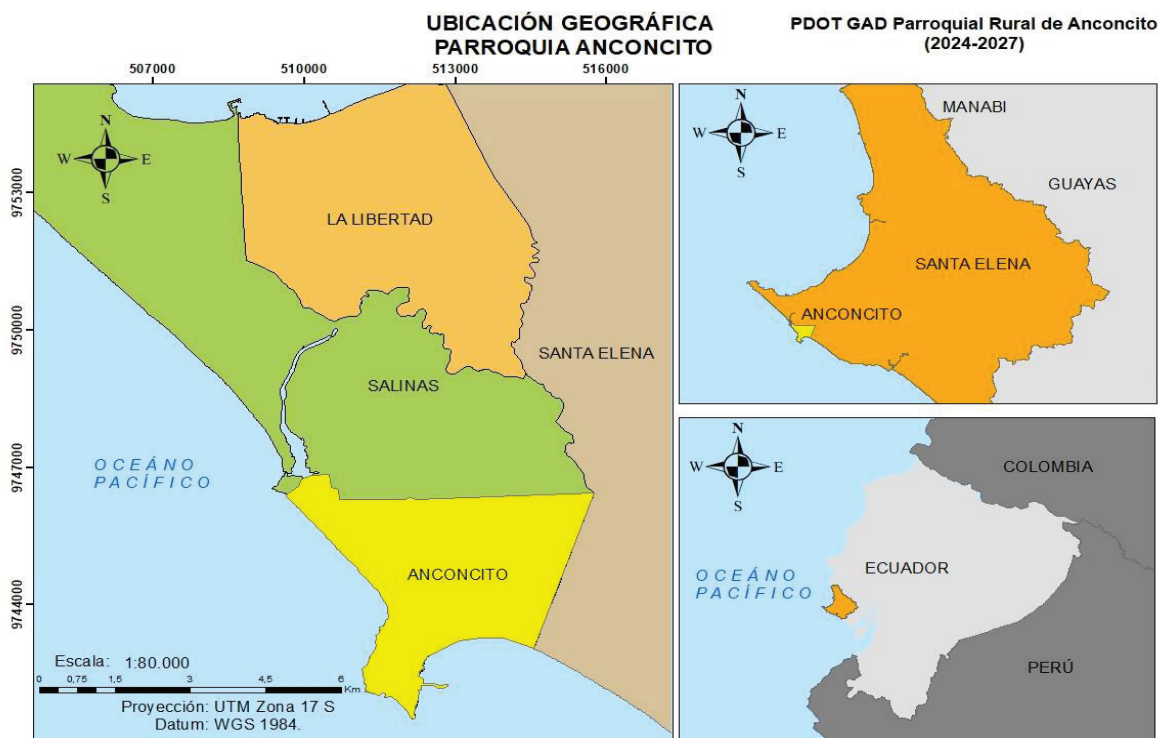 UBICACIÓN GEOGRÁFICA
PARROQUIA ANCONCITO
PDOT GAD Parroquial Rural de Anconcito
(2024-2027)
507000
510000
513000
516000
9753000
9750000
9747000
9744000
N
W
E
S
LA LIBERTAD
SANTA ELENA
SALINAS
OCEÁNO
PACÍFICO
ANCONCITO
Escala: 1:80.000
0 0,75 1,5 3 4,5 6
Km
Proyección: UTM Zona 17 S
Datum: WGS 1984.
N
W
E
S
MANABI
GUAYAS
SANTA ELENA
ANCONCITO
N
W
E
S
COLOMBIA
ECUADOR
OCEÁNO
PACÍFICO
PERÚ